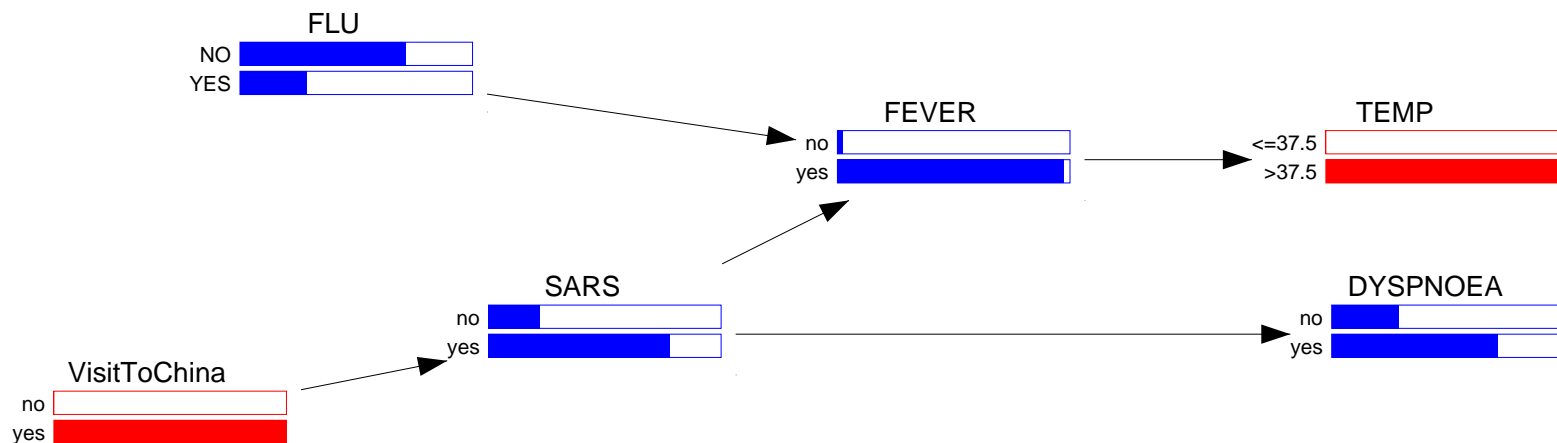 FLU
NO
YES
FEVER
no
yes
TEMP
<=37.5
>37.5
SARS
no
yes
DYSPNOEA
no
yes
VisitToChina
no
yes